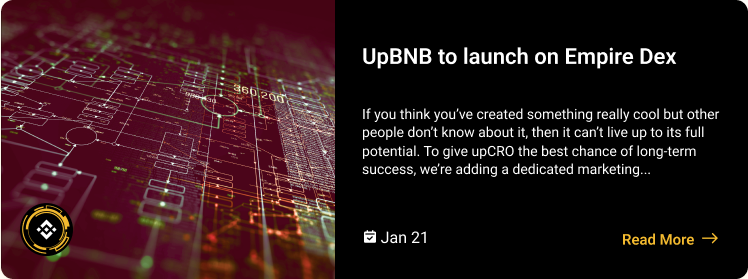 UpBNB to launch on Empire Dex
If you think you’ve created something really cool but other
people don’t know about it, then it can’t live up to its full
potential. To give upCRO the best chance of long-term
success, we’re adding a dedicated marketing...
Jan 21
Read More
360,200